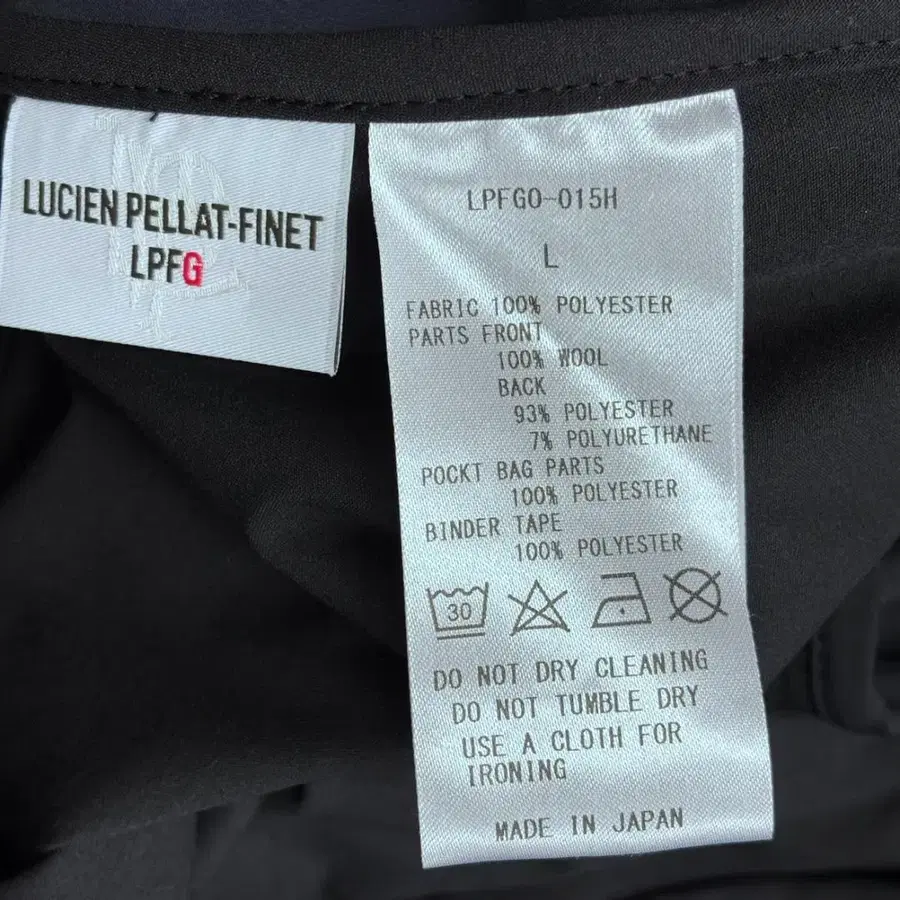 LUCIEN PELLAT-FINET
LPFG
LPFGO-015H
L
FABRIC 100% POLYESTER
PARTS FRONT
100% WOOL
BACK
93% POLYESTER
7% POLYURETHANE
POCKT BAG PARTS
100% POLYESTER
BINDER TAPE
100% POLYESTER
30
DO NOT DRY CLEANING
DO NOT TUMBLE DRY
USE A CLOTH FOR
IRONING
MADE IN JAPAN